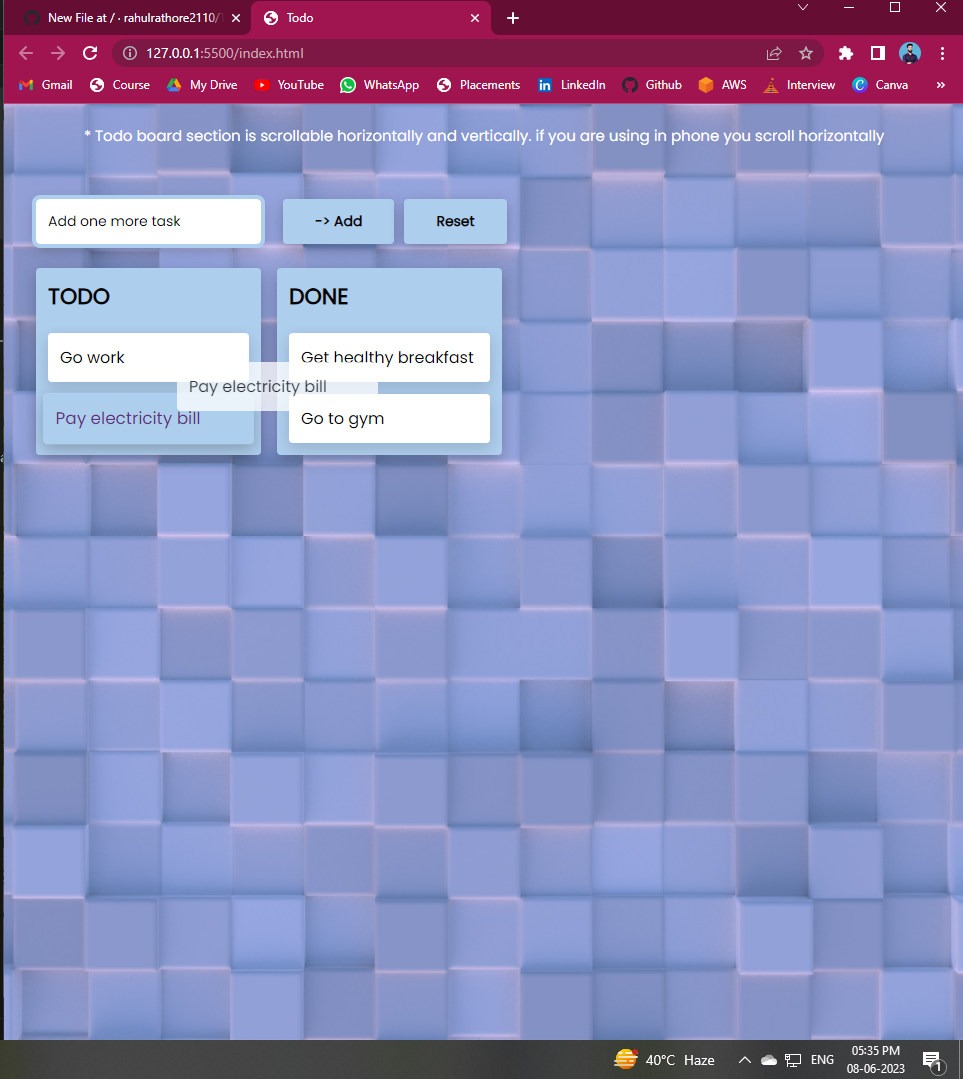 New File at / · rahulrathore2110/
Todo
127.0.0.1:5500/index.html
Gmail
Course
My Drive
YouTube
WhatsApp
Placements
LinkedIn
Github
AWS
Interview
Canva
»
* Todo board section is scrollable horizontally and vertically. if you are using in phone you scroll horizontally
Add one more task
-> Add
Reset
TODO
DONE
Go work
Get healthy breakfast
Pay electricity bill
Pay electricity bill
Go to gym
40°C Haze
ENG
05:35 PM
08-06-2023
1